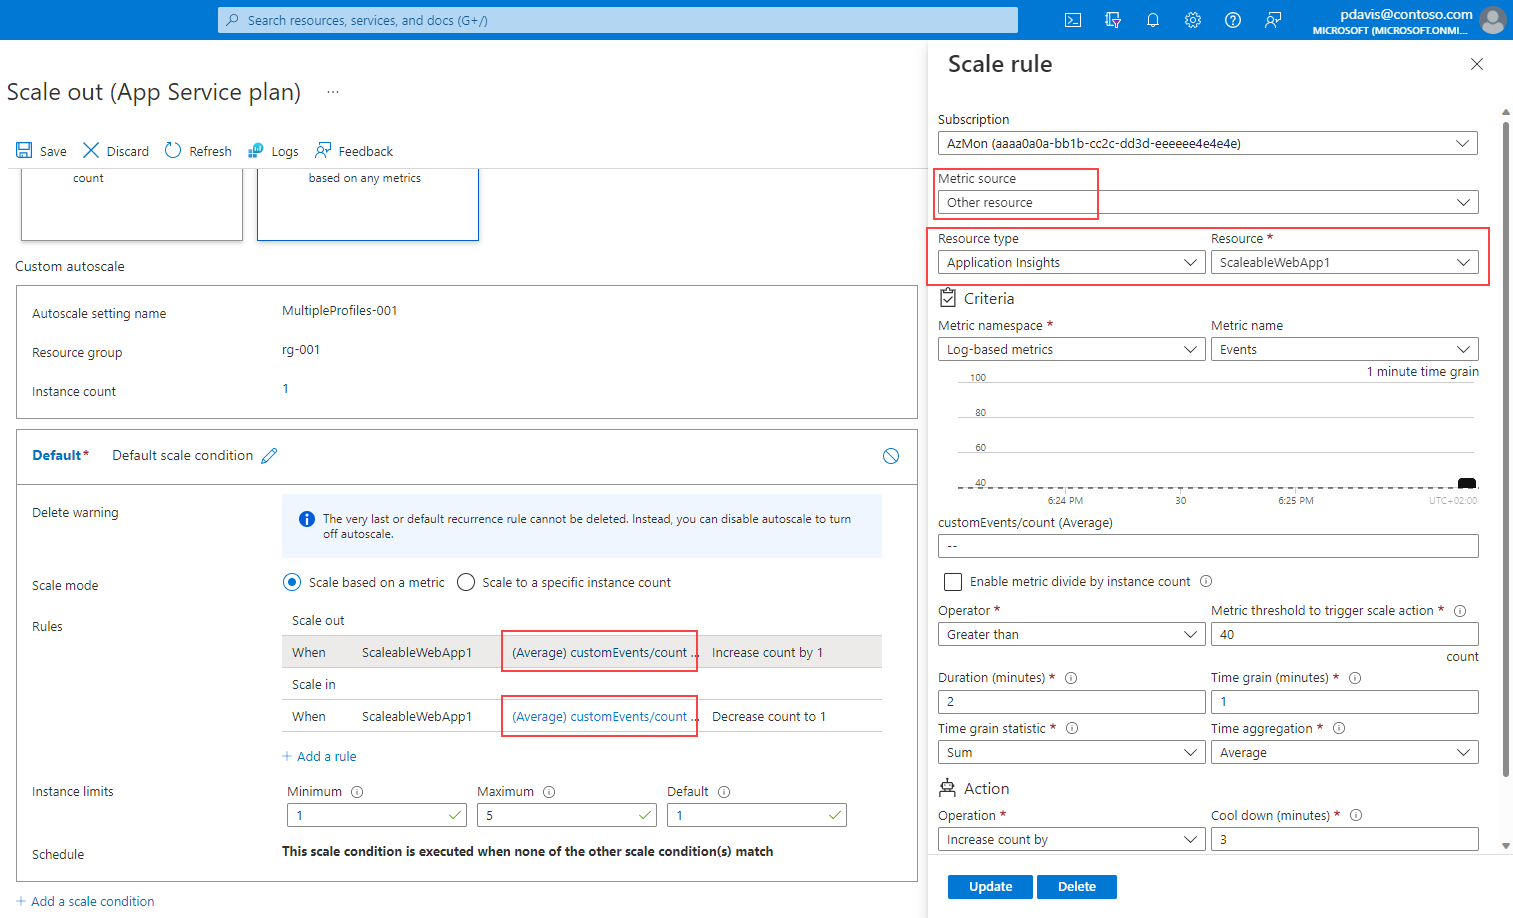 Search resources, services, and docs (G+/)
pdavis@contoso.com
MICROSOFT (MICROSOFT.ONMI...
Scale out (App Service plan) ...
Save Discard Refresh Logs Feedback
count
based on any metrics
Custom autoscale
Autoscale setting name MultipleProfiles-001
Resource group rg-001
Instance count 1
Default* Default scale condition
Delete warning
The very last or default recurrence rule cannot be deleted. Instead, you can disable autoscale to turn
off autoscale.
Scale mode Scale based on a metric Scale to a specific instance count
Rules
Scale out
When ScaleableWebApp1 (Average) customEvents/count ... Increase count by 1
Scale in
When ScaleableWebApp1 (Average) customEvents/count ... Decrease count to 1
+ Add a rule
Instance limits
Minimum Maximum Default
1 5 1
Schedule This scale condition is executed when none of the other scale condition(s) match
+ Add a scale condition
Scale rule
Subscription
AzMon (aaaa0a0a-bb1b-cc2c-dd3d-eeeeee4e4e4e)
Metric source
Other resource
Resource type Resource *
Application Insights ScaleableWebApp1
Criteria
Metric namespace * Metric name
Log-based metrics Events
1 minute time grain
100
80
60
40
6:24 PM 30 6:25 PM UTC+02:00
customEvents/count (Average)
--
Enable metric divide by instance count
Operator * Metric threshold to trigger scale action *
Greater than 40
count
Duration (minutes) * Time grain (minutes) *
2 1
Time grain statistic * Time aggregation *
Sum Average
Action
Operation * Cool down (minutes) *
Increase count by 3
Update Delete